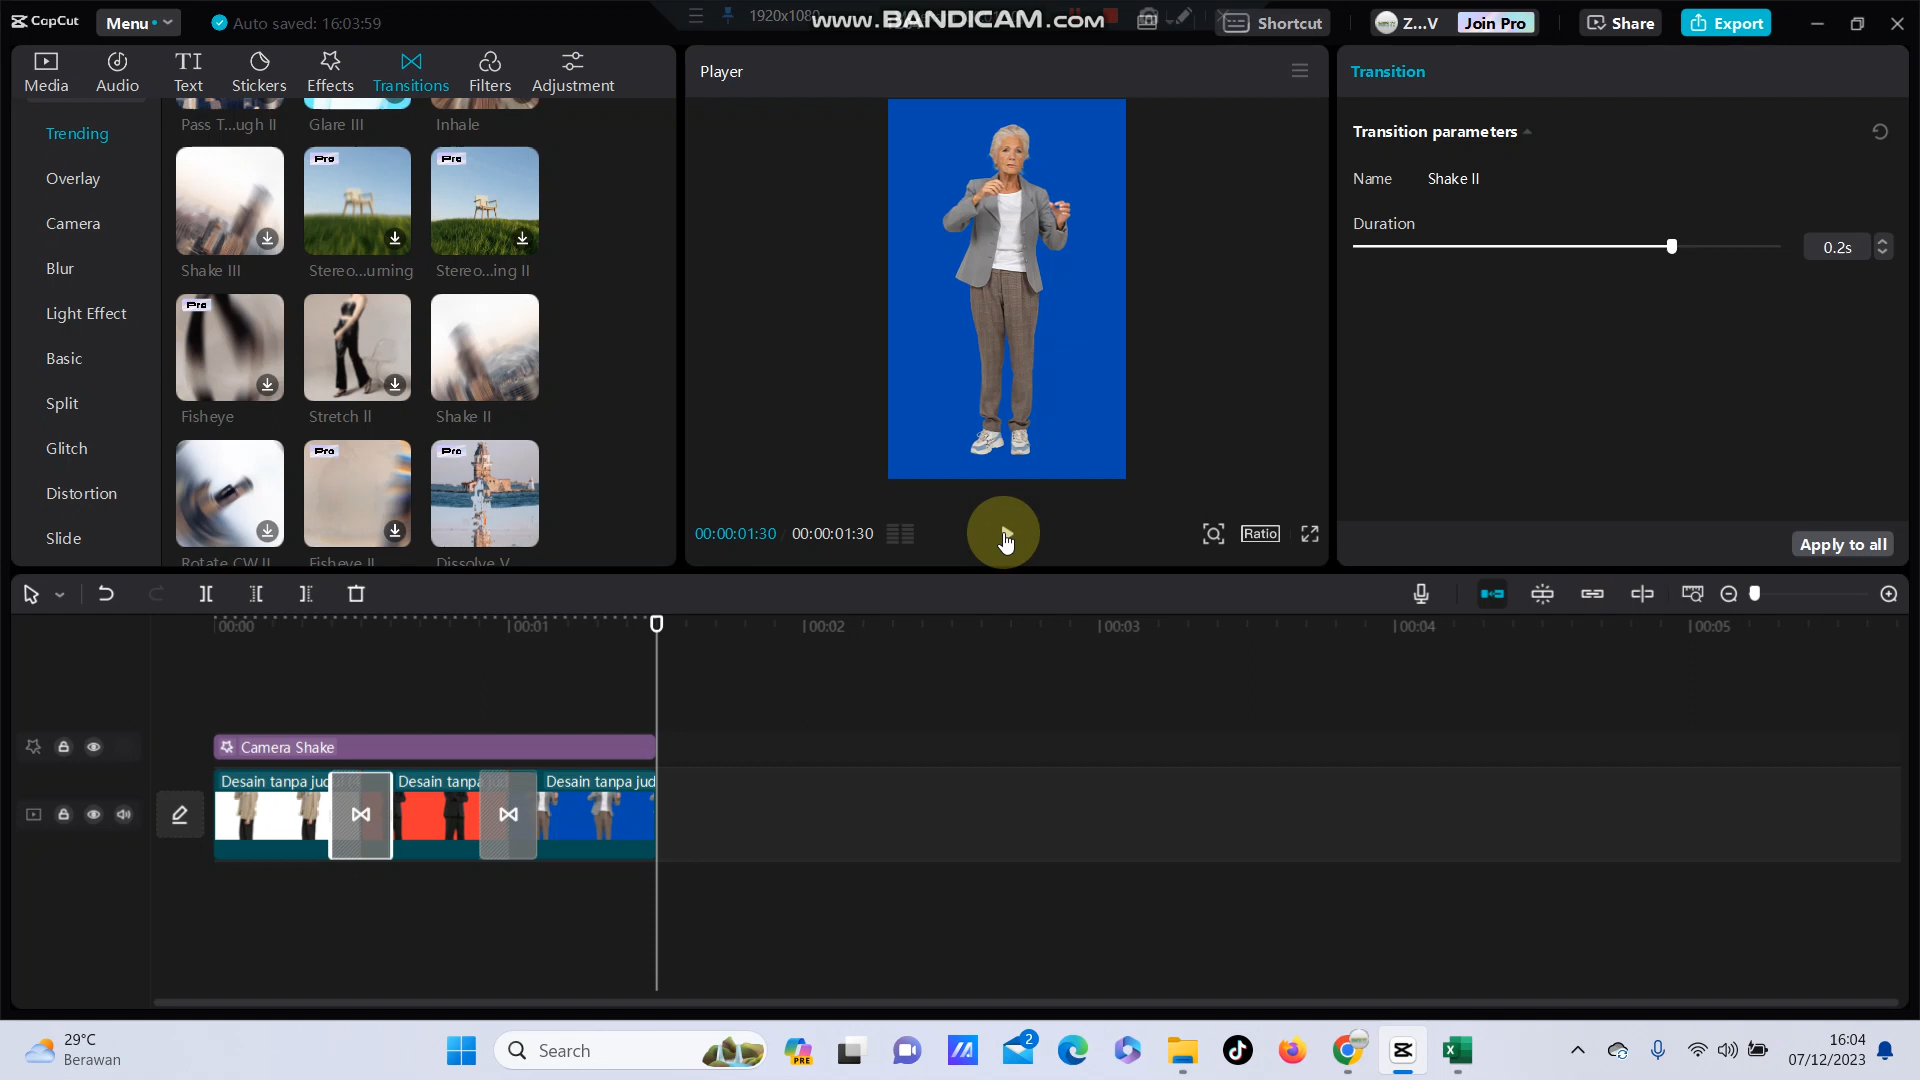 CapCut
Menu
Auto saved: 16:03:59
1920x1080
www.BANDICAM.com
Shortcut
Z...V
Join Pro
Share
Export
Media
Audio
Text
Stickers
Effects
Transitions
Filters
Adjustment
Player
Transition
Trending
Overlay
Camera
Blur
Light Effect
Basic
Split
Glitch
Distortion
Slide
Pass T...ugh II
Glare III
Inhale
Pro
Pro
Shake III
Stereo...urning
Stereo...ing II
Pro
Fisheye
Stretch ll
Shake II
Pro
Pro
Rotate CW II
Fisheye II
Dissolve V
Transition parameters
Name
Shake II
Duration
0.2s
00:00:01:30
00:00:01:30
Ratio
Apply to all
00:00
00:01
00:02
00:03
00:04
00:05
Camera Shake
Desain tanpa juc
Desain tanpa
Desain tanpa jud
29°C
Berawan
Search
PRE
2
16:04
07/12/2023